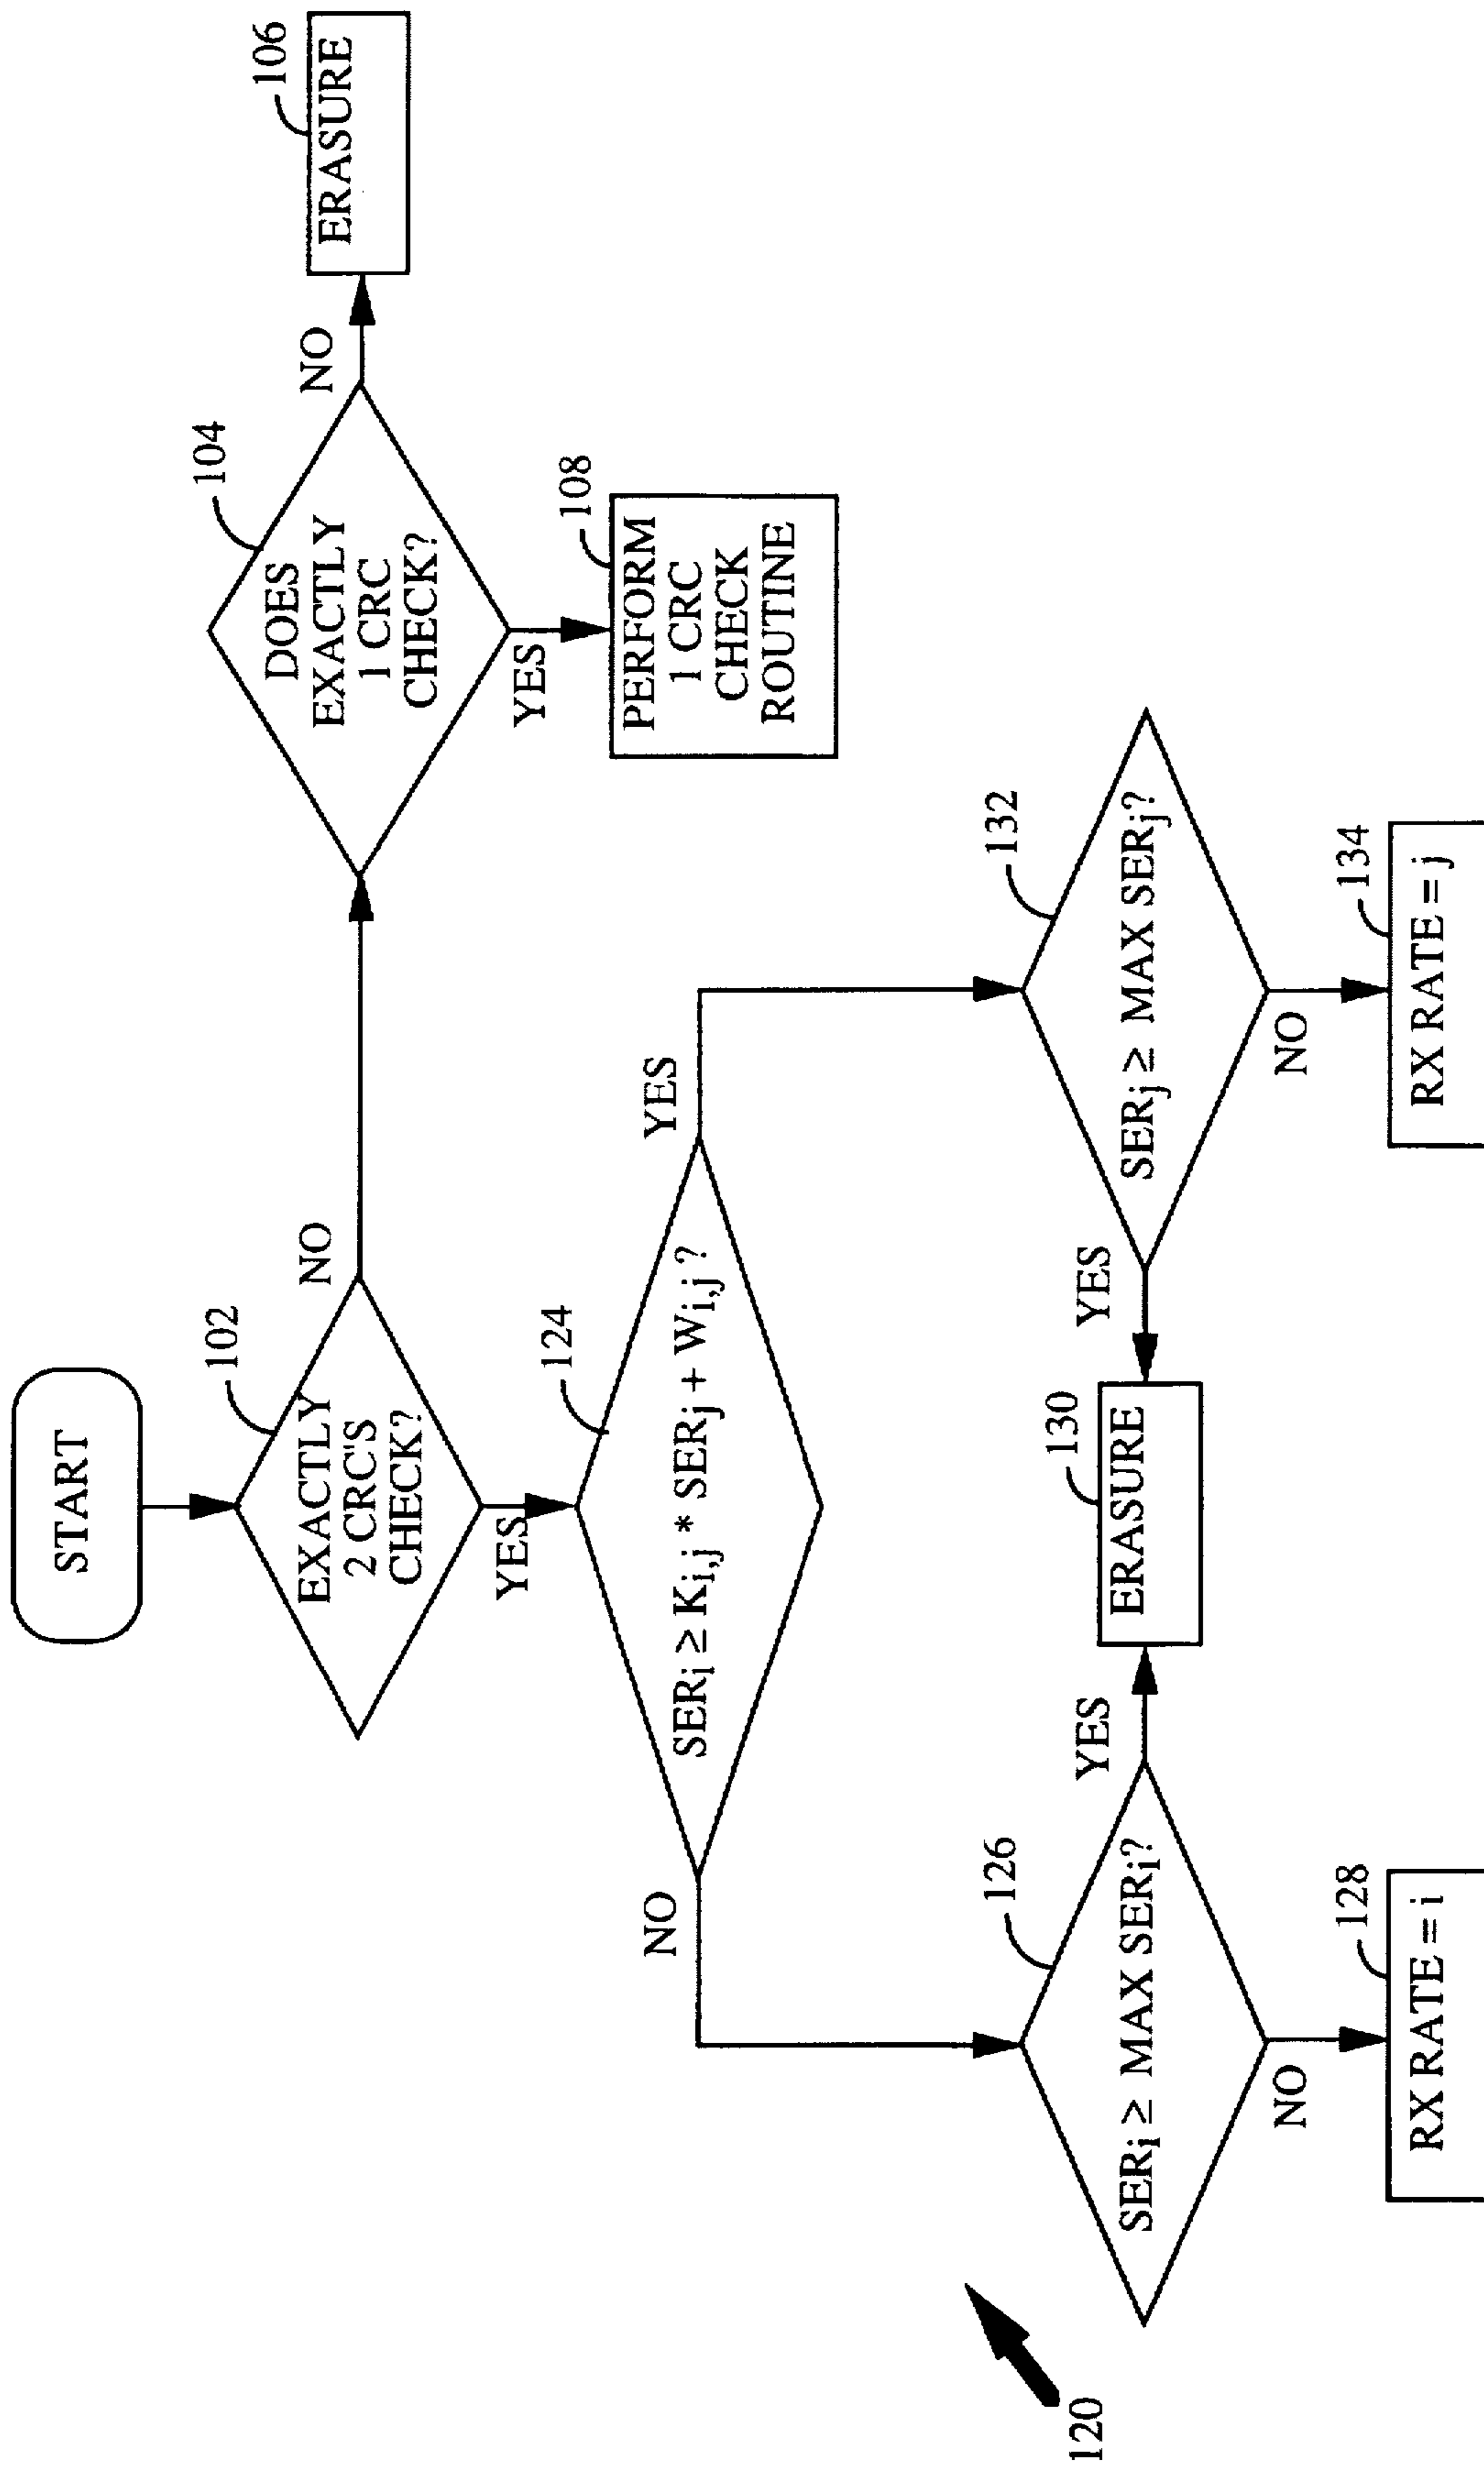 START
102
EXACTLY
2 CRC'S
CHECK?
NO
YES
104
DOES
EXACTLY
1 CRC
CHECK?
NO
YES
106
ERASURE
108
PERFORM
1 CRC
CHECK
ROUTINE
124
SERi ≥ Ki,j * SERj + Wi,j ?
NO
YES
126
SERi ≥ MAX SERi?
YES
NO
130
ERASURE
132
SERj ≥ MAX SERj?
YES
NO
128
RX RATE = i
134
RX RATE = j
120